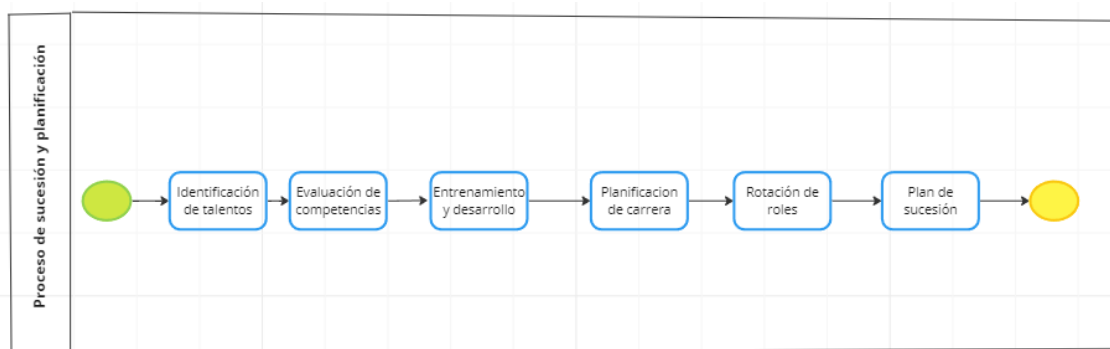 Proceso de sucesión y planificación
Identificación
de talentos
Evaluación de
competencias
Entrenamiento
y desarrollo
Planificacion
de carrera
Rotación de
roles
Plan de
sucesión